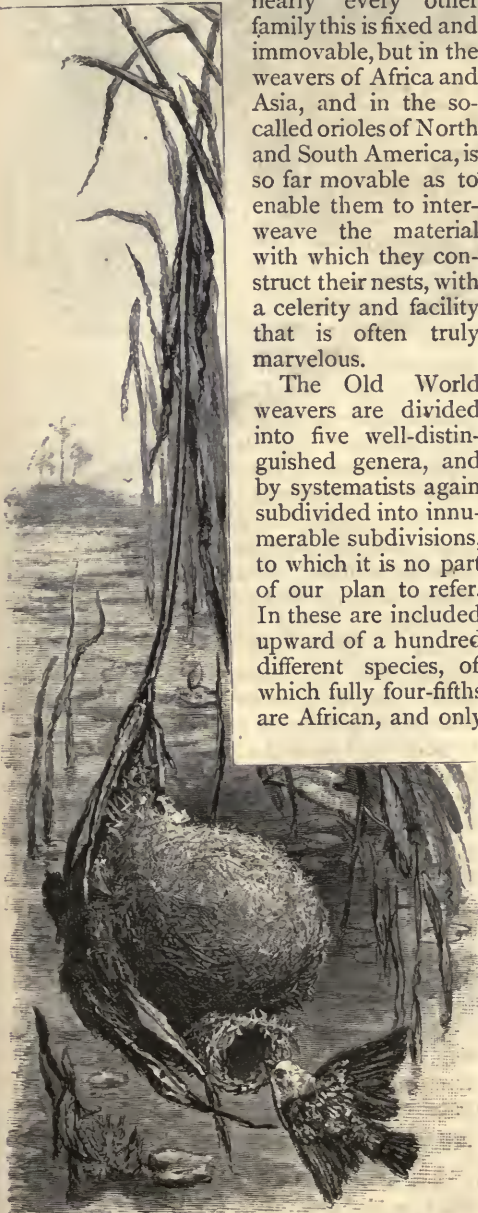 nearly every other
family this is fixed and
immovable, but in the
weavers of Africa and
Asia, and in the so-
called orioles of North
and South America, is
so far movable as to
enable them to inter-
weave the material
with which they con-
struct their nests, with
a celerity and facility
that is often truly
marvelous.
The Old World
weavers are divided
into five well-distin-
guished genera, and
by systematists again
subdivided into innu-
merable subdivisions,
to which it is no part
of our plan to refer.
In these are included
upward of a hundred
different species, of
which fully four-fifths
are African, and only